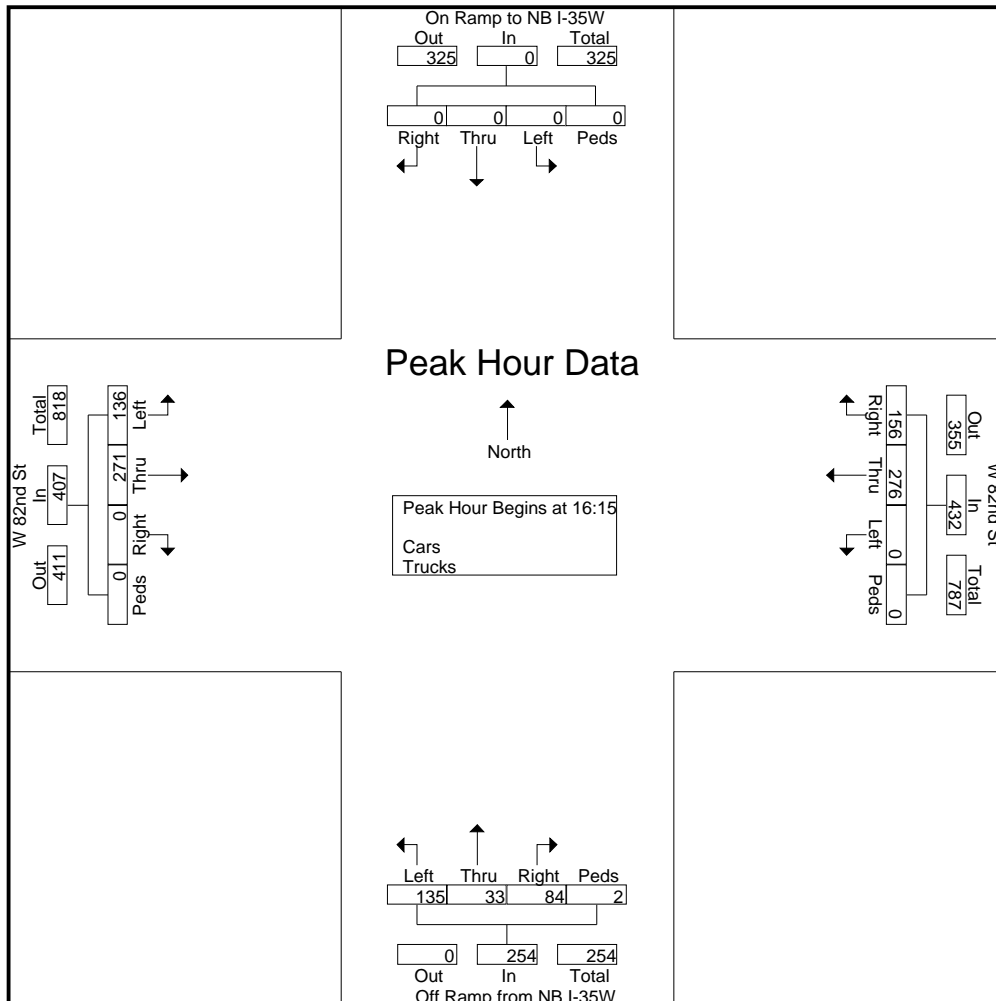 On Ramp to NB I-35W
Out In Total
325 0 325
0 0 0 0
Right Thru Left Peds
Peak Hour Data
North
Peak Hour Begins at 16:15
Cars
Trucks
W 82nd St
Total In Out
818 407 411
136 271 0 0
Left Thru Right Peds
W 82nd St
Out In Total
355 432 787
156 276 0 0
Right Thru Left Peds
Left Thru Right Peds
135 33 84 2
0 254 254
Out In Total
Off Ramp from NB I-35W